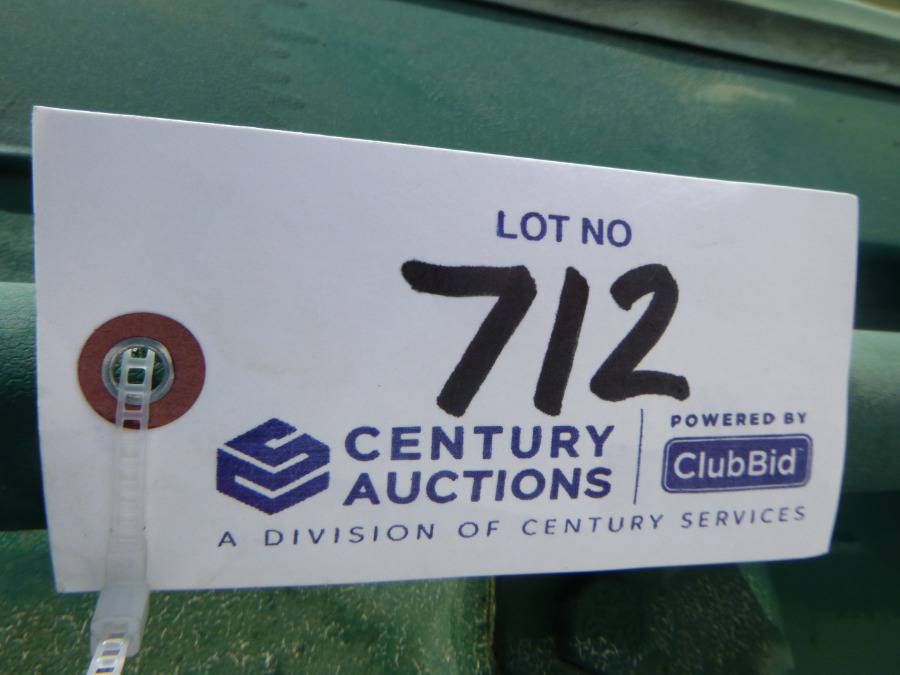 LOT NO
712
CENTURY
AUCTIONS
POWERED BY
ClubBid
A DIVISION OF CENTURY SERVICES